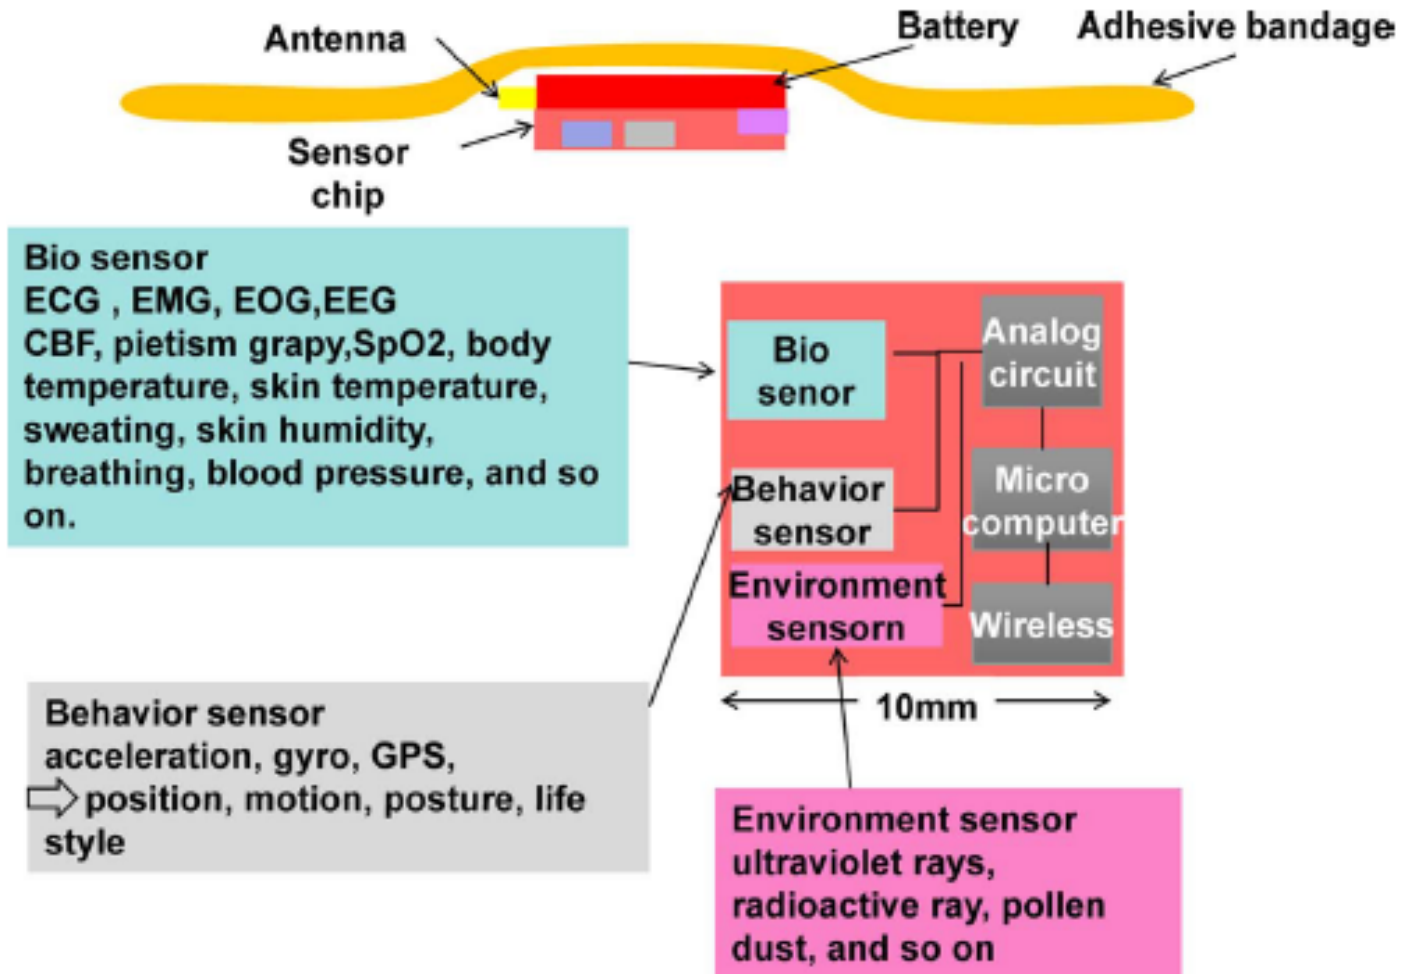 Antenna
Battery
Adhesive bandage
Sensor
chip
Bio sensor
ECG , EMG, EOG,EEG
CBF, pietism grapy,SpO2, body
temperature, skin temperature,
sweating, skin humidity,
breathing, blood pressure, and so
on.
Bio
senor
Analog
circuit
Behavior
sensor
Micro
computer
Environment
sensorn
Wireless
10mm
Behavior sensor
acceleration, gyro, GPS,
position, motion, posture, life
style
Environment sensor
ultraviolet rays,
radioactive ray, pollen
dust, and so on